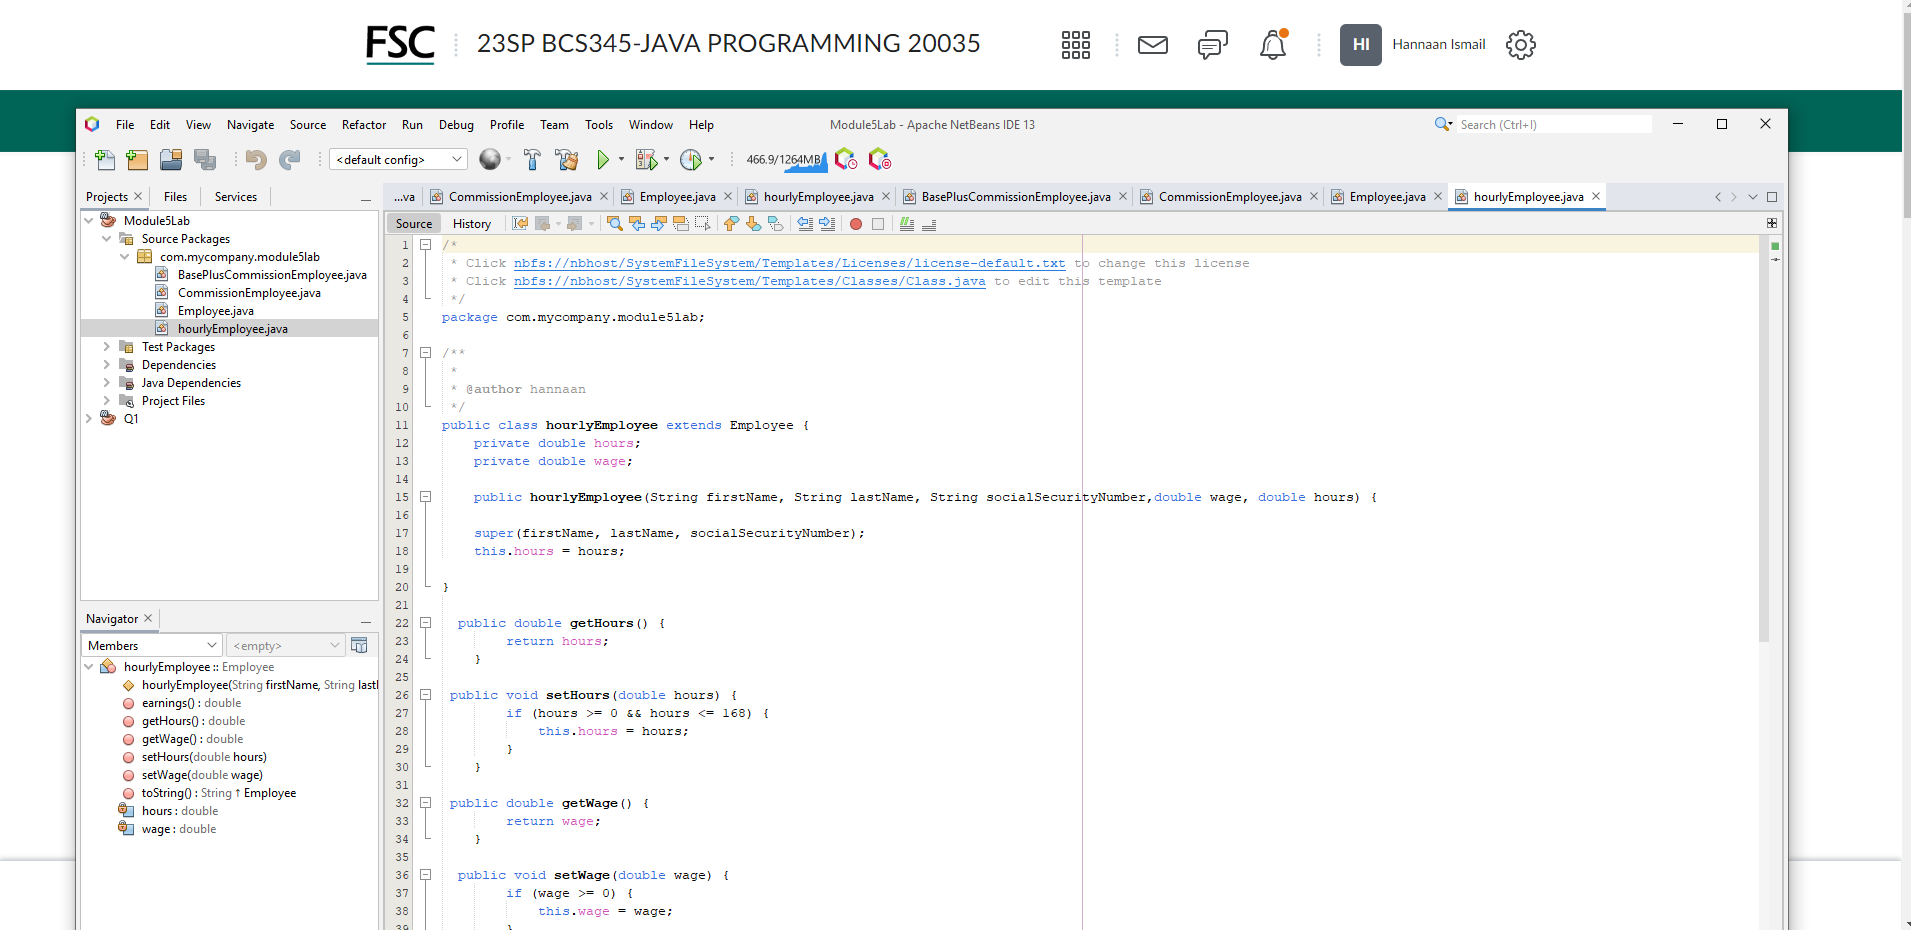 FSC
23SP BCS345-JAVA PROGRAMMING 20035
HI
Hannaan Ismail
File Edit View Navigate Source Refactor Run Debug Profile Team Tools Window Help
Module5Lab - Apache NetBeans IDE 13
Search (Ctrl+I)
<default config>
466.9/1264MB
Projects Files Services
...va CommissionEmployee.java Employee.java hourlyEmployee.java BasePlusCommissionEmployee.java CommissionEmployee.java Employee.java hourlyEmployee.java
Source History
Module5Lab
Source Packages
com.mycompany.module5lab
BasePlusCommissionEmployee.java
CommissionEmployee.java
Employee.java
hourlyEmployee.java
Test Packages
Dependencies
Java Dependencies
Project Files
Q1
Navigator
Members <empty>
hourlyEmployee :: Employee
hourlyEmployee(String firstName, String last
earnings() : double
getHours() : double
getWage() : double
setHours(double hours)
setWage(double wage)
toString() : String ↑ Employee
hours : double
wage : double
1 /*
2 * Click nbfs://nbhost/SystemFileSystem/Templates/Licenses/license-default.txt to change this license
3 * Click nbfs://nbhost/SystemFileSystem/Templates/Classes/Class.java to edit this template
4 */
5 package com.mycompany.module5lab;
6
7 /**
8 *
9 * @author hannaan
10 */
11 public class hourlyEmployee extends Employee {
12 private double hours;
13 private double wage;
14
15 public hourlyEmployee(String firstName, String lastName, String socialSecurityNumber,double wage, double hours) {
16
17 super(firstName, lastName, socialSecurityNumber);
18 this.hours = hours;
19
20 }
21
22 public double getHours() {
23 return hours;
24 }
25
26 public void setHours(double hours) {
27 if (hours >= 0 && hours <= 168) {
28 this.hours = hours;
29 }
30 }
31
32 public double getWage() {
33 return wage;
34 }
35
36 public void setWage(double wage) {
37 if (wage >= 0) {
38 this.wage = wage;
39 }